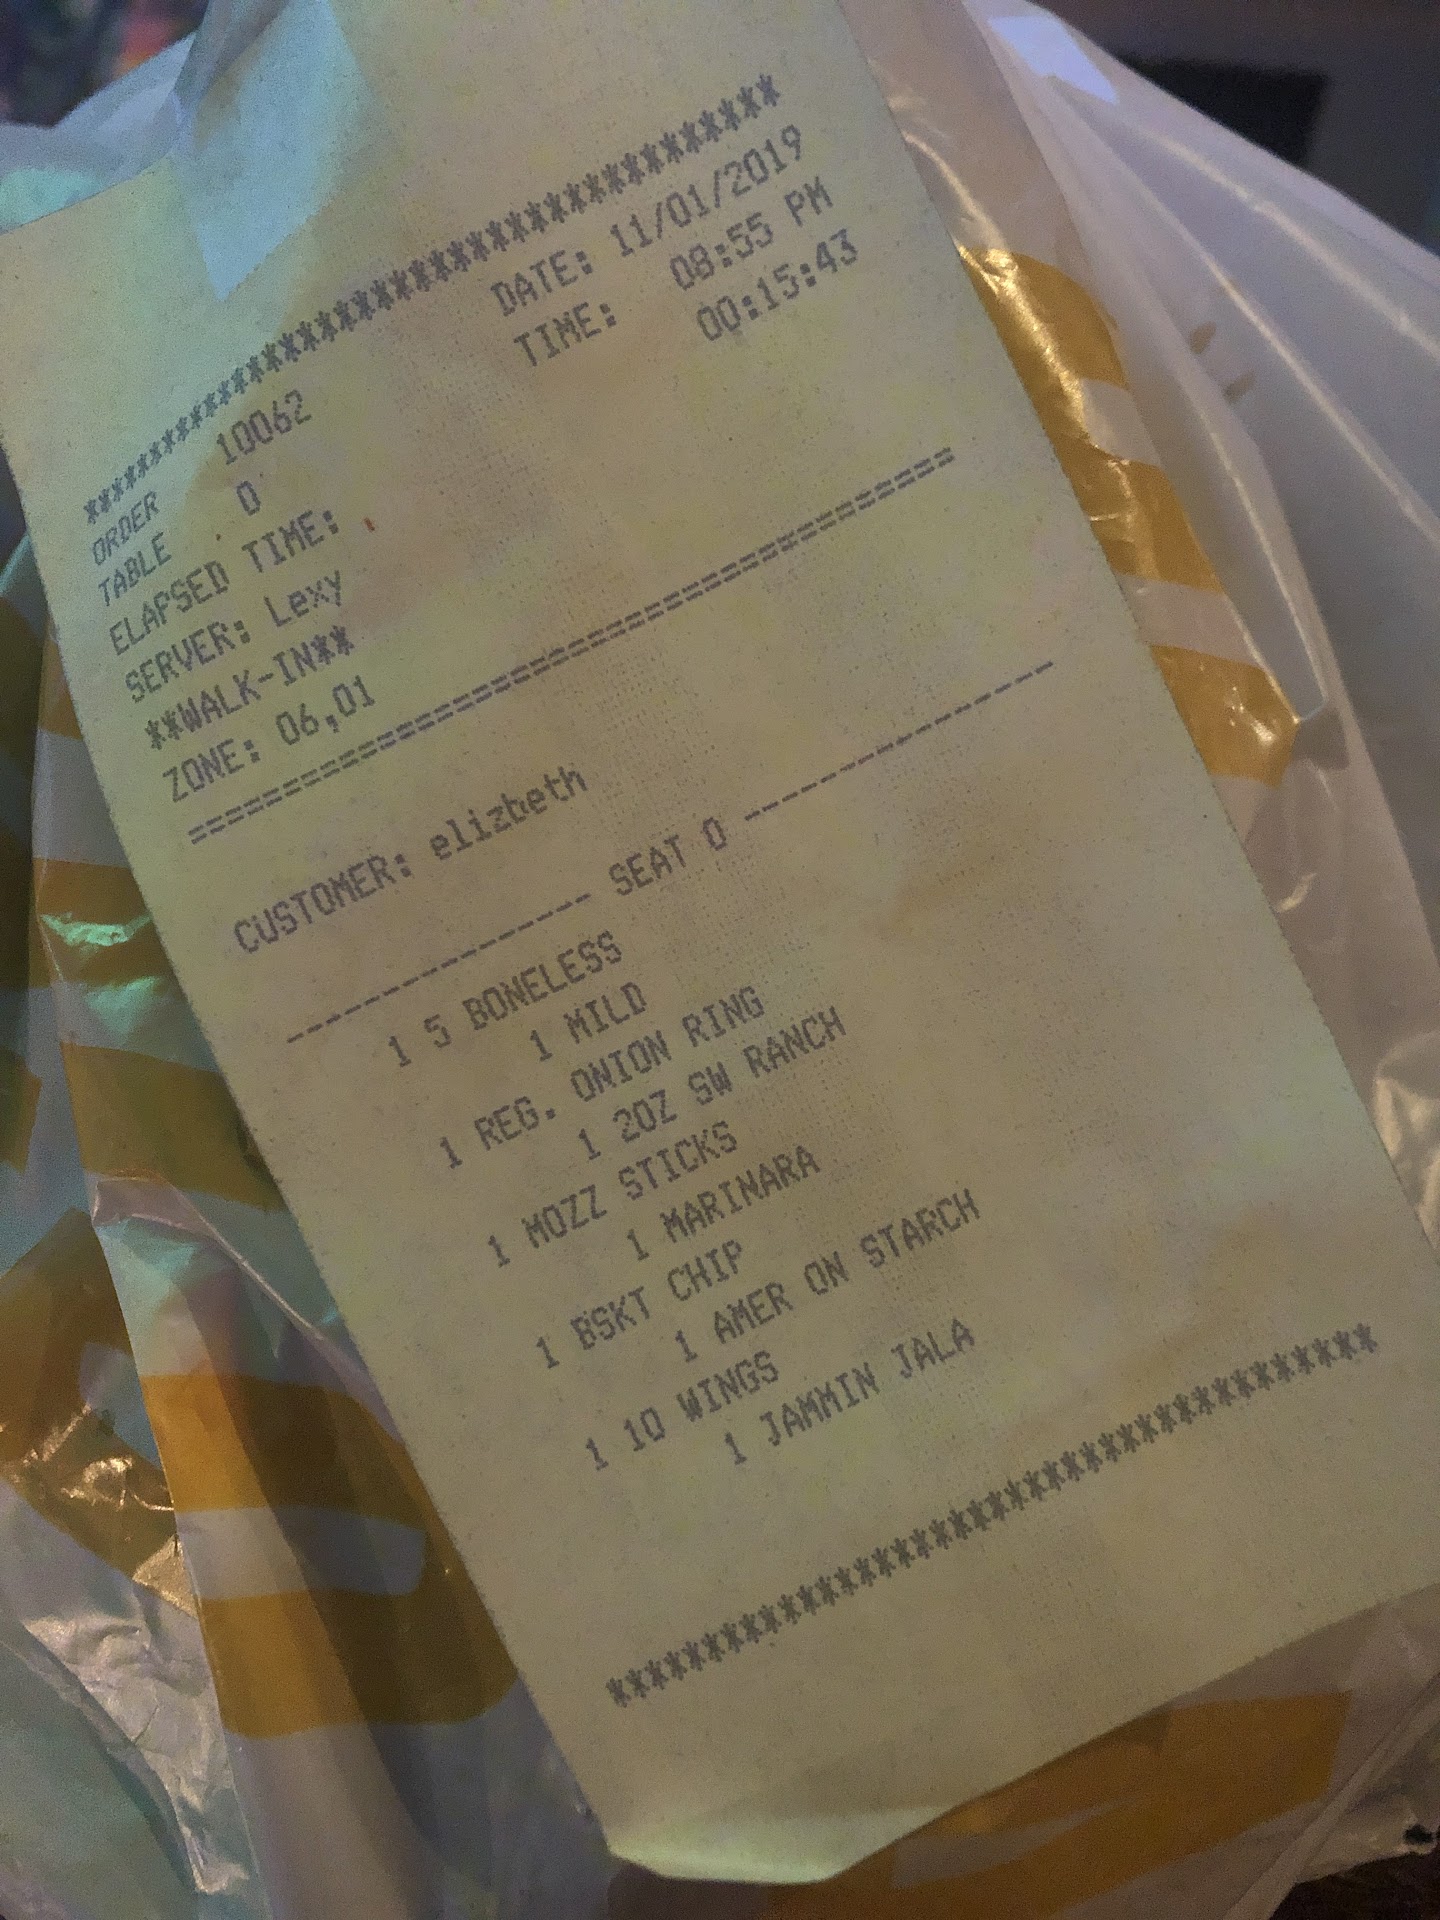 ************************************
DATE: 11/01/2019
TIME: 08:55 PM
00:15:43
ORDER 10062
TABLE 0
ELAPSED TIME:
SERVER: Lexy
**WALK-IN**
ZONE: 06,01
==========================================
CUSTOMER: elizbeth
----------------- SEAT 0 -----------------
1 5 BONELESS
1 MILD
1 REG. ONION RING
1 2OZ SW RANCH
1 MOZZ STICKS
1 MARINARA
1 BSKT CHIP
1 AMER ON STARCH
1 10 WINGS
1 JAMMIN JALA
******************************************